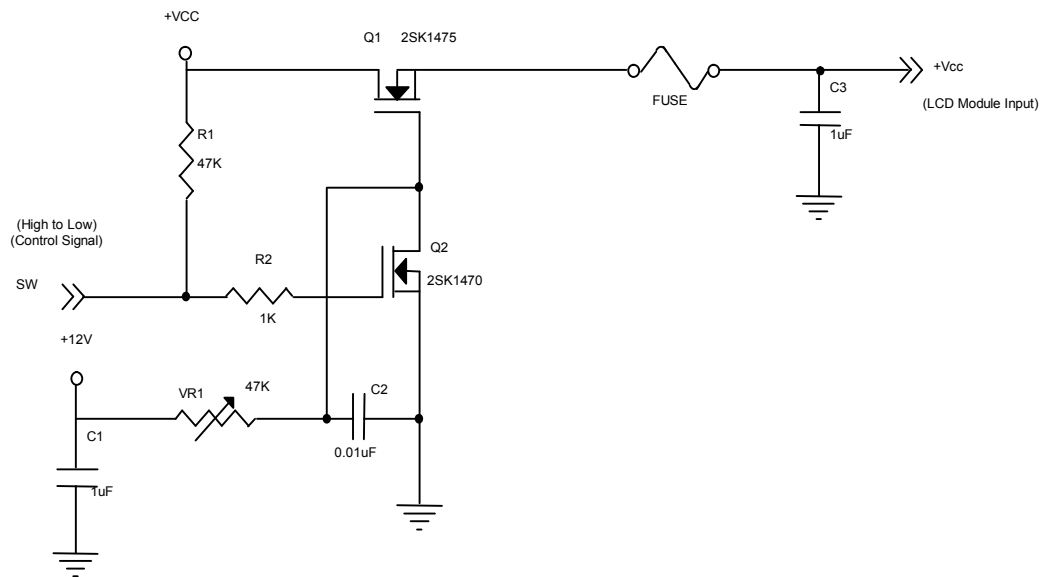 +VCC
Q1 2SK1475
+Vcc
(LCD Module Input)
FUSE
C3
1uF
R1
47K
(High to Low)
(Control Signal)
SW
R2
1K
Q2
2SK1470
+12V
VR1
47K
C2
0.01uF
C1
1uF